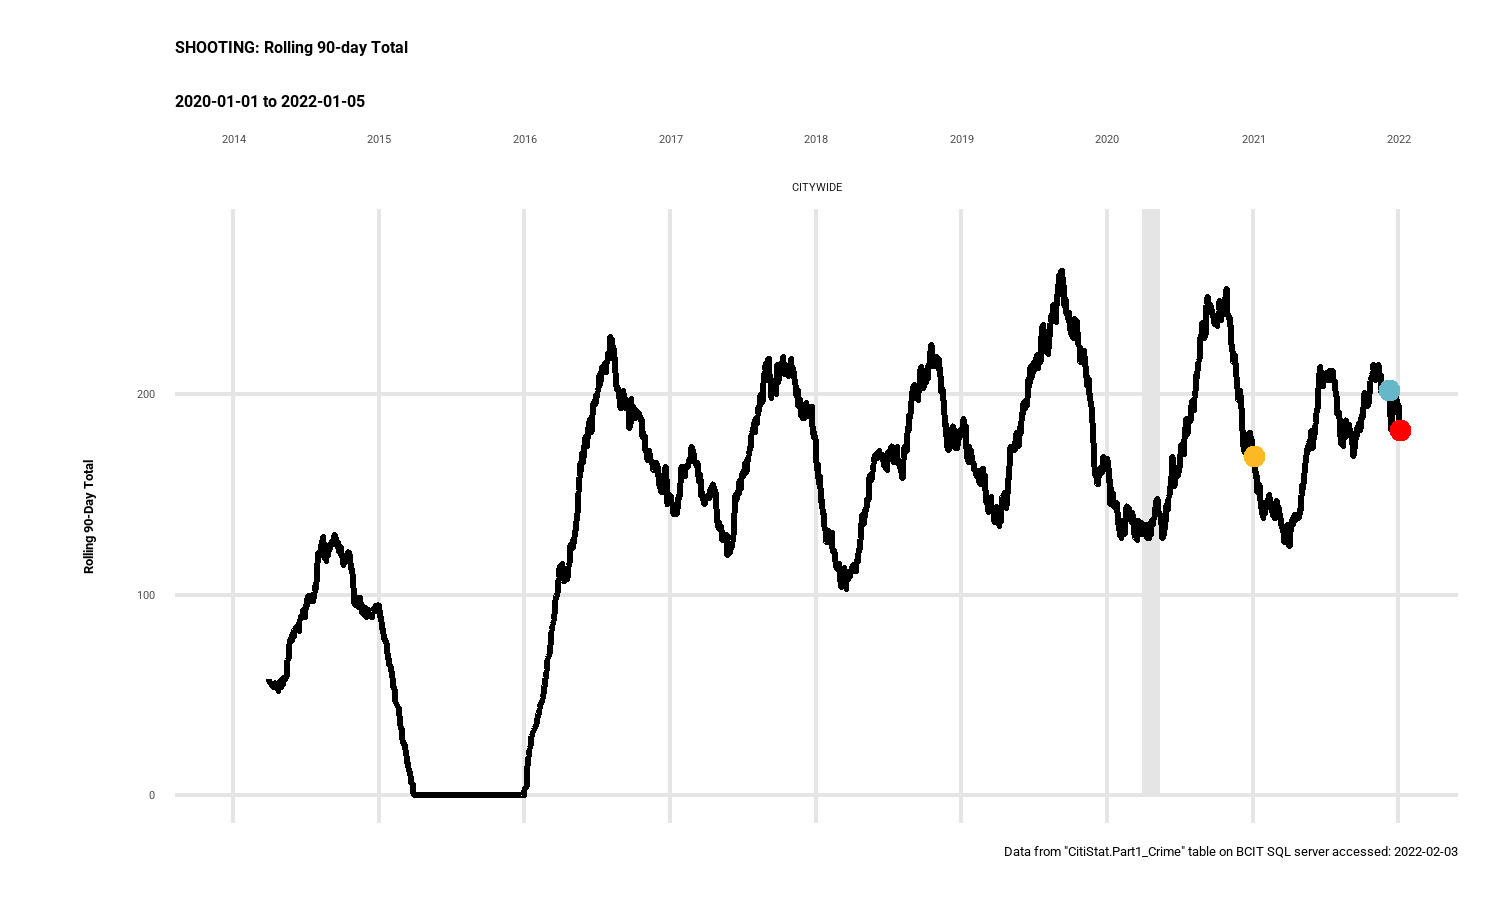 SHOOTING: Rolling 90-day Total
2020-01-01 to 2022-01-05
2014 2015 2016 2017 2018 2019 2020 2021 2022
CITYWIDE
200
Rolling 90-Day Total
100
0
Data from "CitiStat.Part1_Crime" table on BCIT SQL server accessed: 2022-02-03